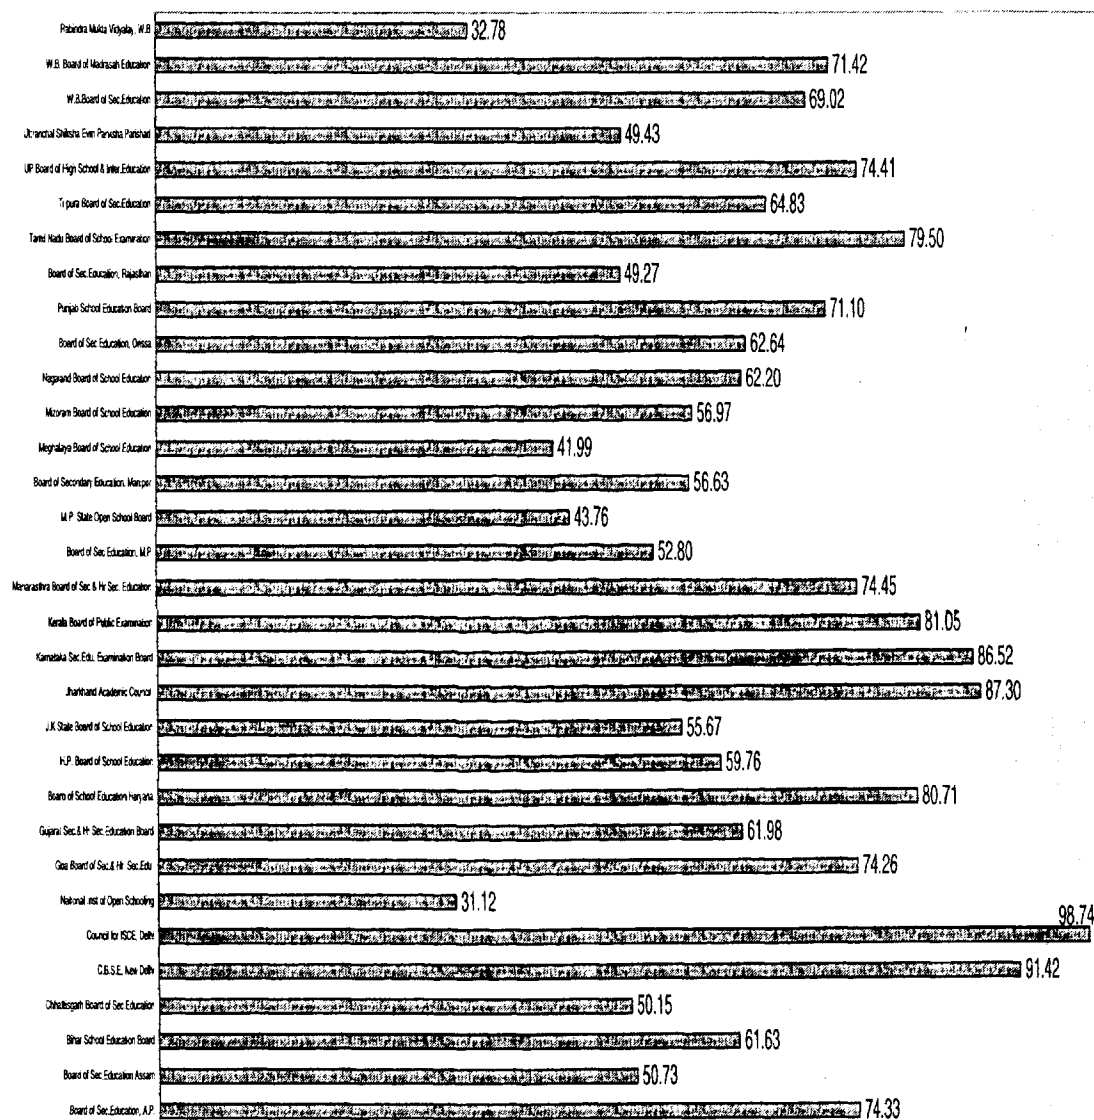 Rabindra Mukta Vidyalay, W.B 32.78
W.B. Board of Madrasah Education 71.42
W.B.Board of Sec.Education 69.02
Uttranchal Shiksha Evm Pariksha Parishad 49.43
UP Board of High School & Inter.Education 74.41
Tripura Board of Sec.Education 64.83
Tamil Nadu Board of School Examination 79.50
Board of Sec.Education, Rajasthan 49.27
Punjab School Education Board 71.10
Board of Sec Education, Orissa 62.64
Nagaland Board of School Education 62.20
Mizoram Board of School Education 56.97
Meghalaya Board of School Education 41.99
Board of Secondary Education, Manipur 56.63
M.P. State Open School Board 43.76
Board of Sec Education, M.P 52.80
Maharasthra Board of Sec & Hr Sec. Education 74.45
Kerala Board of Public Examination 81.05
Karnataka Sec.Edu. Examination Board 86.52
Jharkhand Academic Council 87.30
J.K State Board of School Education 55.67
H.P. Board of School Education 59.76
Board of School Education Haryana 80.71
Gujarat Sec.& Hr Sec Education Board 61.98
Goa Board of Sec.& Hr Sec.Edu 74.26
National Inst of Open Schooling 31.12
Council for ISCE, Delhi 98.74
C.B.S.E. New Delhi 91.42
Chhattisgarh Board of Sec Education 50.15
Bihar School Education Board 61.63
Board of Sec.Education Assam 50.73
Board of Sec.Education, A.P. 74.33